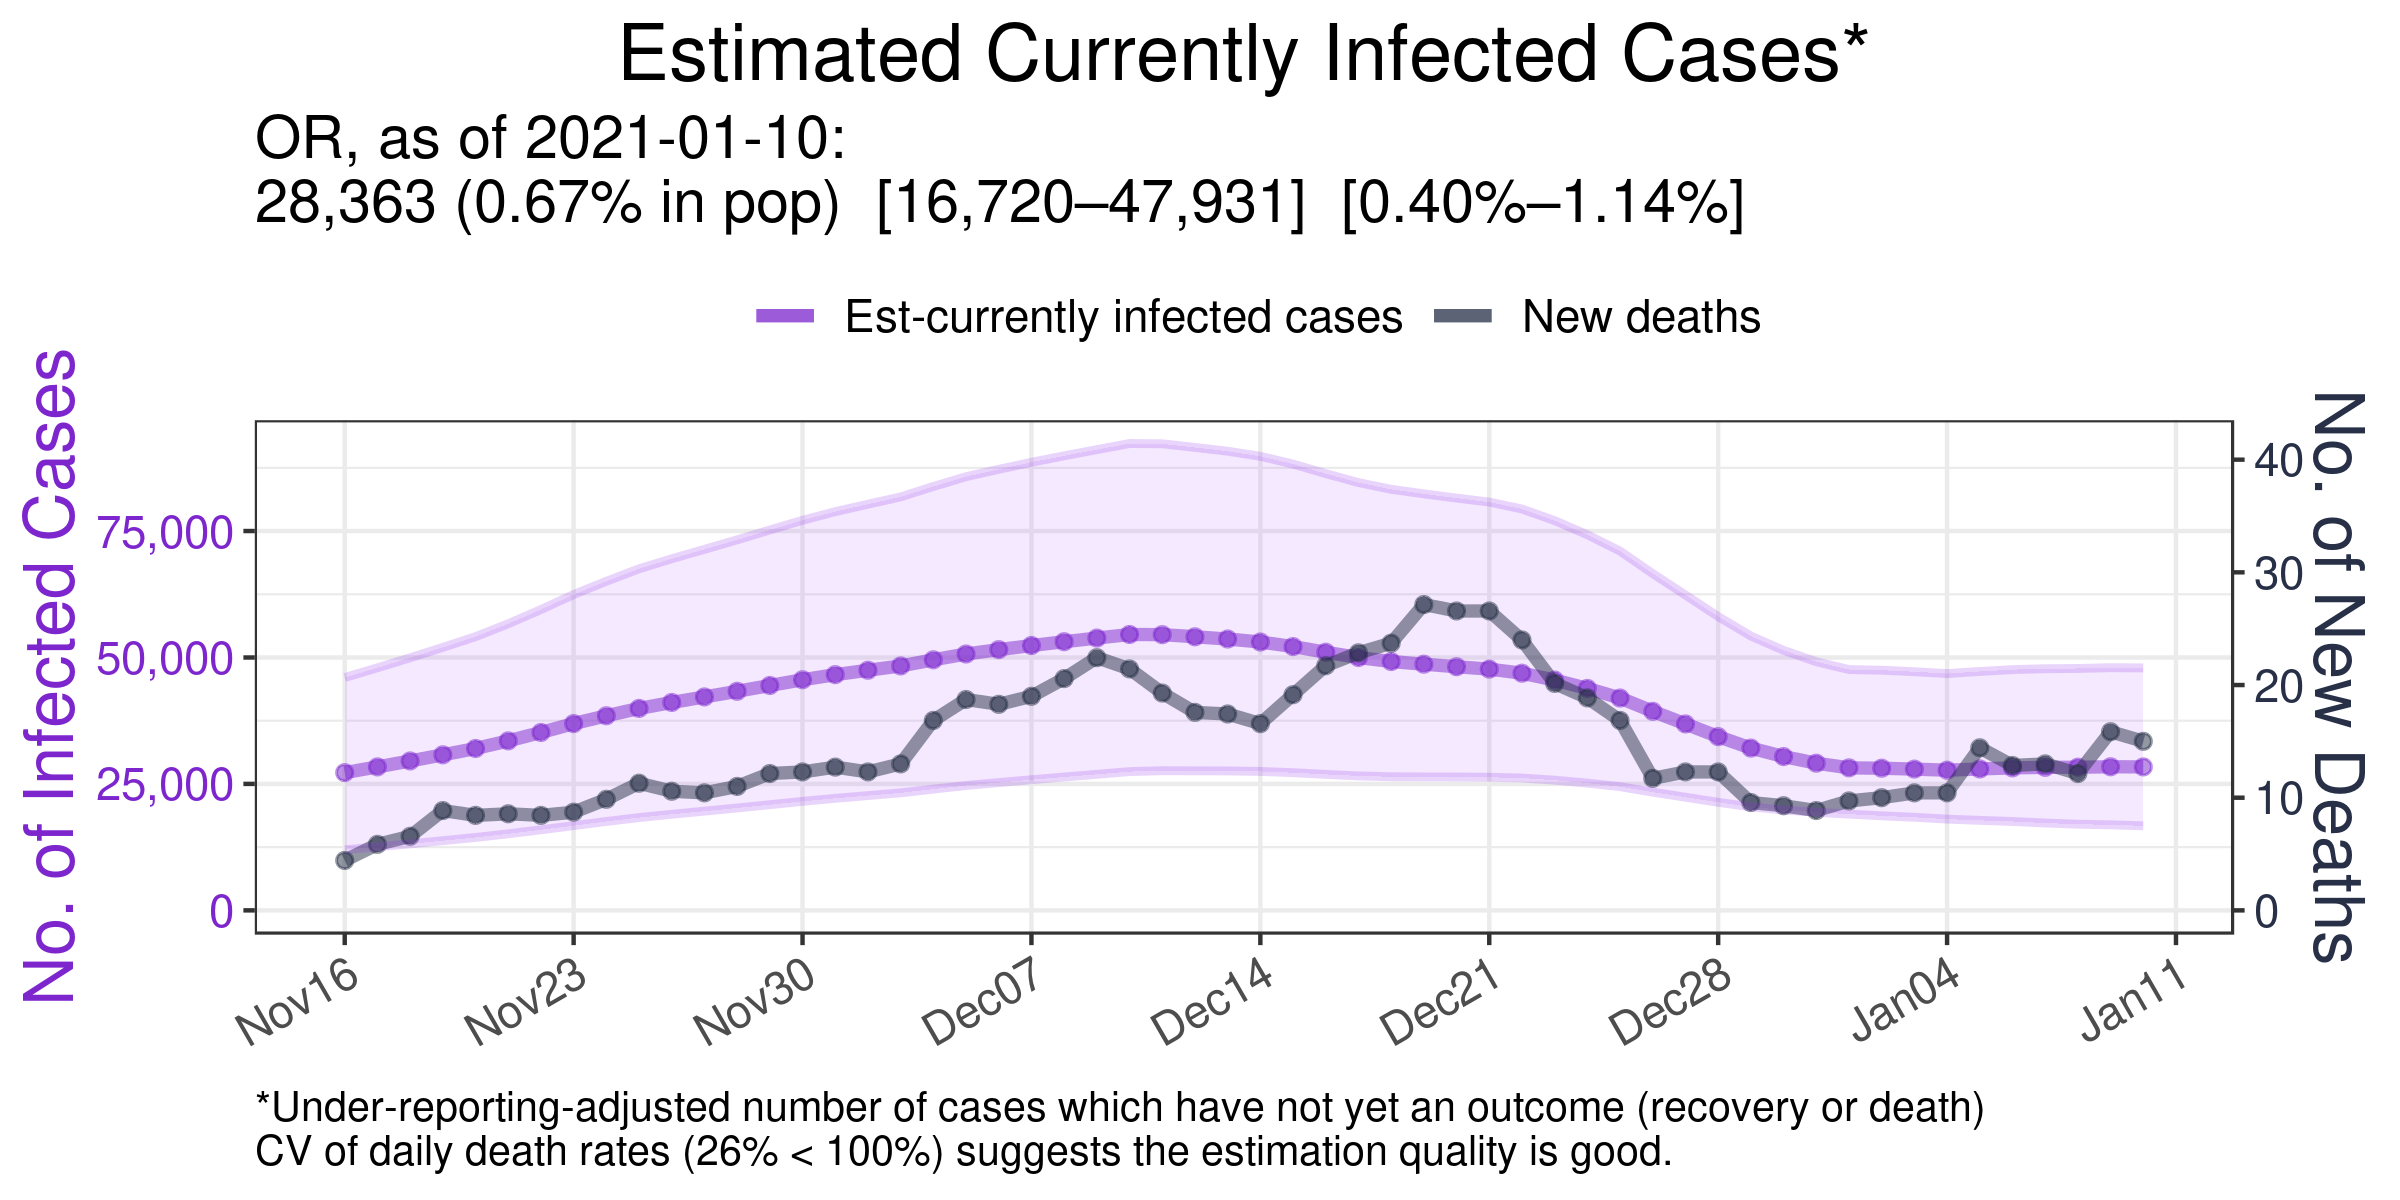 Estimated Currently Infected Cases*
OR, as of 2021-01-10:
28,363 (0.67% in pop)  [16,720–47,931]  [0.40%–1.14%]
Est-currently infected cases
New deaths
No. of Infected Cases
75,000
50,000
25,000
0
40
30
20
10
0
No. of New Deaths
Nov16
Nov23
Nov30
Dec07
Dec14
Dec21
Dec28
Jan04
Jan11
*Under-reporting-adjusted number of cases which have not yet an outcome (recovery or death)
CV of daily death rates (26% < 100%) suggests the estimation quality is good.